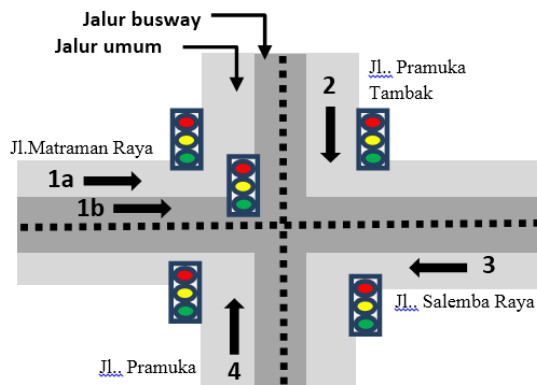 Jalur busway
Jalur umum
Jl.. Pramuka
Tambak
2
Jl.Matraman Raya
1a
1b
3
Jl.. Salemba Raya
Jl.. Pramuka
4